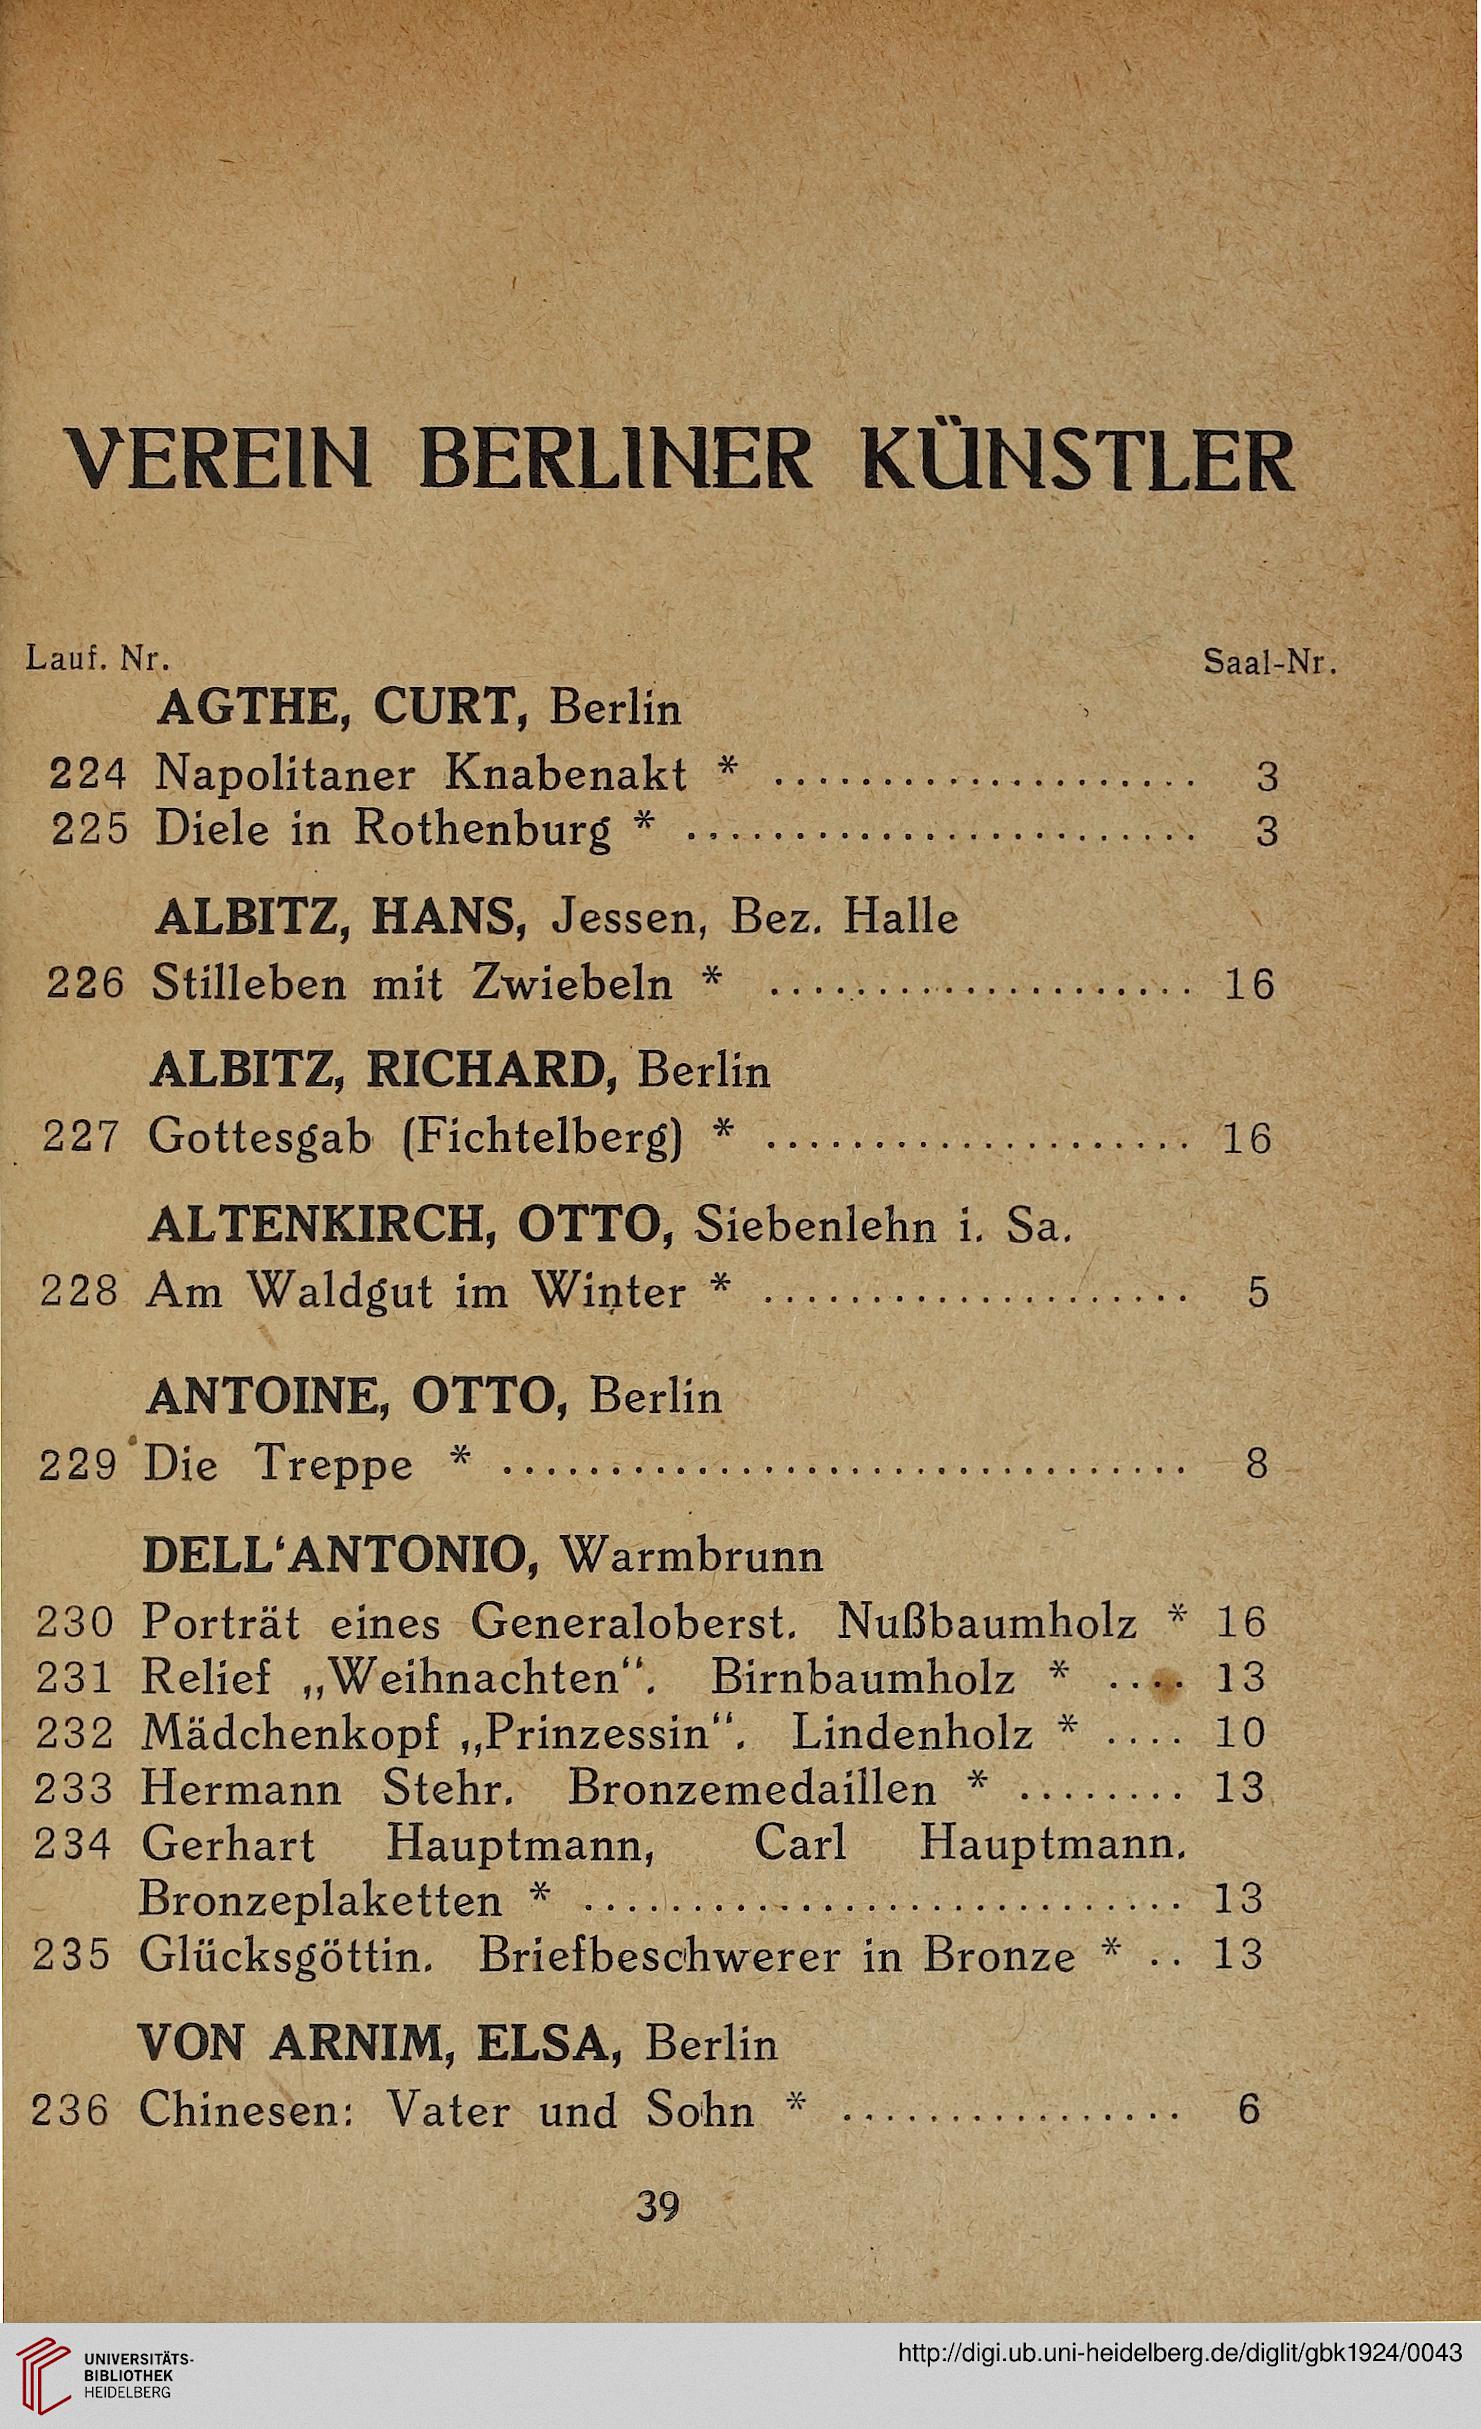 VEREIN BERLINER KÜNSTLER
Lauf. Nr. Saal-Nr.
AGTHE, CURT, Berlin
224 Napolitaner Knabenakt * .................... 3
225 Diele in Rothenburg * ........................ 3
ALBITZ, HANS, Jessen, Bez. Halle
226 Stilleben mit Zwiebeln * .................... 16
ALBITZ, RICHARD, Berlin
227 Gottesgab (Fichtelberg) * .................... 16
ALTENKIRCH, OTTO, Siebenlehn i. Sa.
228 Am Waldgut im Winter * .................... 5
ANTOINE, OTTO, Berlin
229 Die Treppe * ................................ 8
DELL‘ANTONIO, Warmbrunn
230 Porträt eines Generaloberst. Nußbaumholz * 16
231 Relief „Weihnachten“. Birnbaumholz * .... 13
232 Mädchenkopf „Prinzessin“. Lindenholz * .... 10
233 Hermann Stehr. Bronzemedaillen * ........ 13
234 Gerhart Hauptmann, Carl Hauptmann.
Bronzeplaketten * ............................ 13
235 Glücksgöttin. Briefbeschwerer in Bronze * .. 13
VON ARNIM, ELSA, Berlin
236 Chinesen: Vater und Sohn * ................ 6
39
UNIVERSITÄTS-
BIBLIOTHEK
HEIDELBERG
http://digi.ub.uni-heidelberg.de/diglit/gbk1924/0043